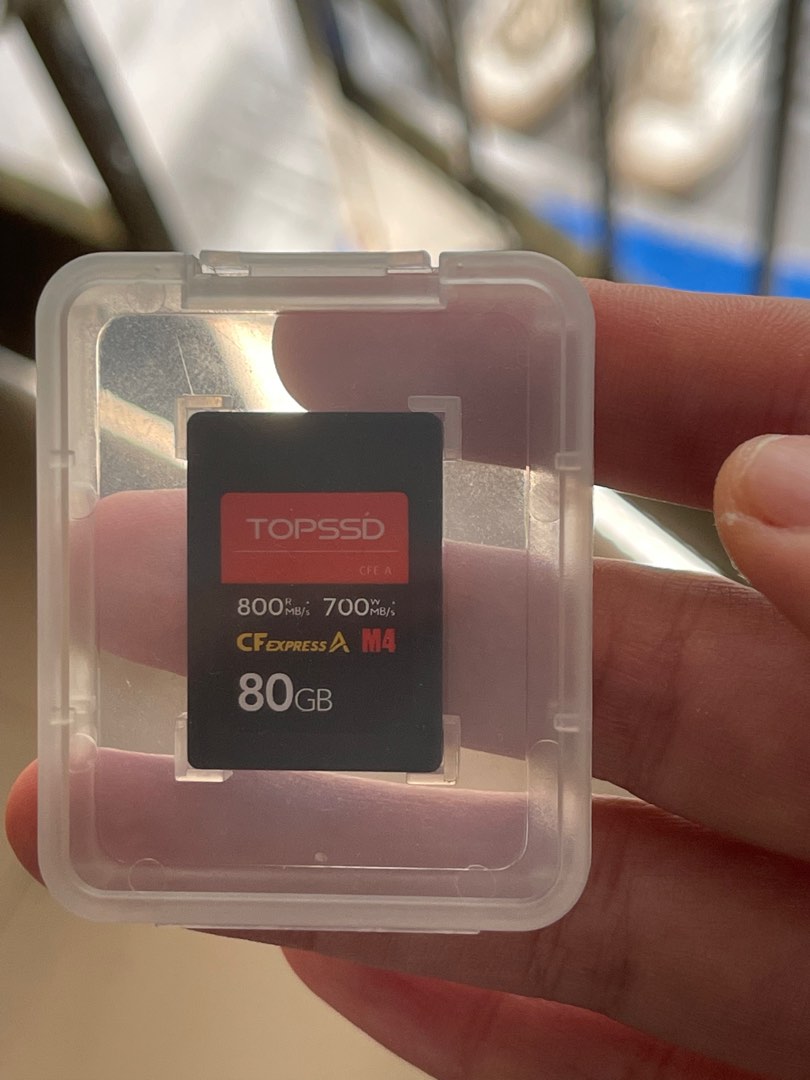 TOPSSD
CFE A
800R MB/s* 700W MB/s*
CFEXPRESS A M4
80GB